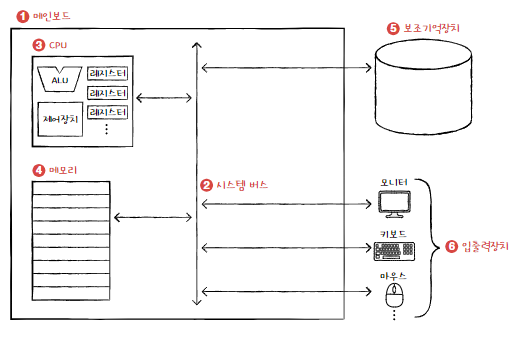 1 메인보드
5 보조기억장치
3 CPU
ALU
레지스터
레지스터
레지스터
제어장치
4 메모리
2 시스템 버스
모니터
키보드
6 입출력장치
마우스